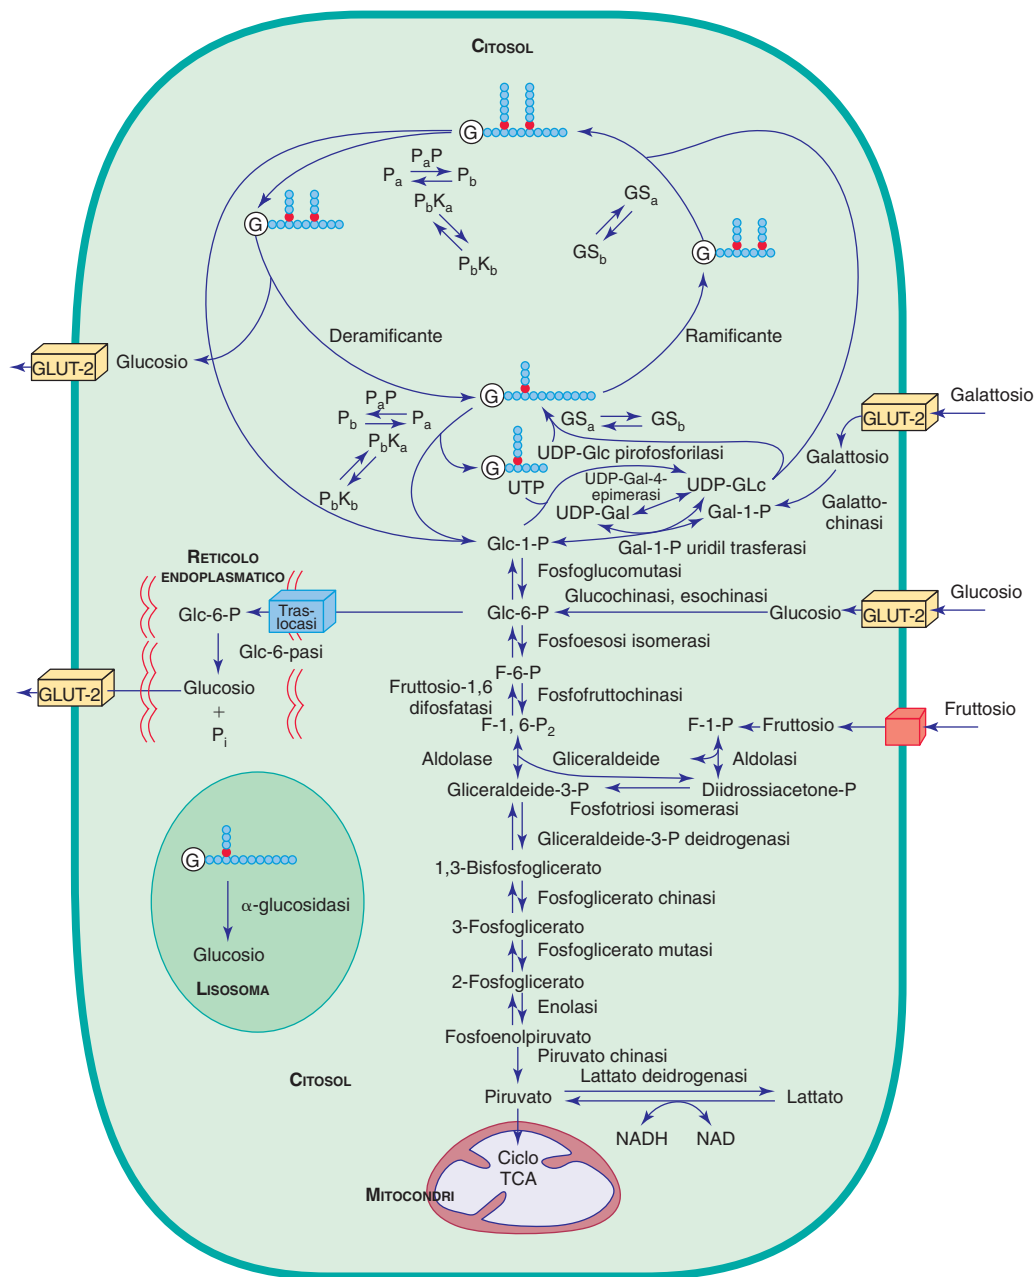 CITOSOL
G
PaP
Pa Pb
PbKa
PbKb
GSa
GSb
G
G
Deramificante
Ramificante
GLUT-2
Glucosio
G
PaP
Pb Pa
PbKa
PbKb
GSa GSb
UDP-Glc pirofosforilasi
G
UTP
UDP-Gal-4-
epimerasi
UDP-GLc
UDP-Gal
Gal-1-P
Galattosio
GLUT-2
Galattosio
Galatto-
chinasi
Glc-1-P
Gal-1-P uridil trasferasi
Fosfoglucomutasi
RETICOLO
ENDOPLASMATICO
Glc-6-P
Tras-
locasi
Glc-6-P
Glucochinasi, esochinasi
Glucosio
GLUT-2
Glucosio
Glc-6-pasi
Fosfoesosi isomerasi
GLUT-2
Glucosio
+
Pi
F-6-P
Fruttosio-1,6
difosfatasi
Fosfofruttochinasi
F-1, 6-P2
F-1-P
Fruttosio
Fruttosio
Aldolase
Gliceraldeide
Aldolasi
Gliceraldeide-3-P
Diidrossiacetone-P
Fosfotriosi isomerasi
Gliceraldeide-3-P deidrogenasi
1,3-Bisfosfoglicerato
Fosfoglicerato chinasi
3-Fosfoglicerato
Fosfoglicerato mutasi
2-Fosfoglicerato
Enolasi
Fosfoenolpiruvato
Piruvato chinasi
G
α-glucosidasi
Glucosio
LISOSOMA
CITOSOL
Lattato deidrogenasi
Piruvato
Lattato
NADH
NAD
Ciclo
TCA
MITOCONDRI